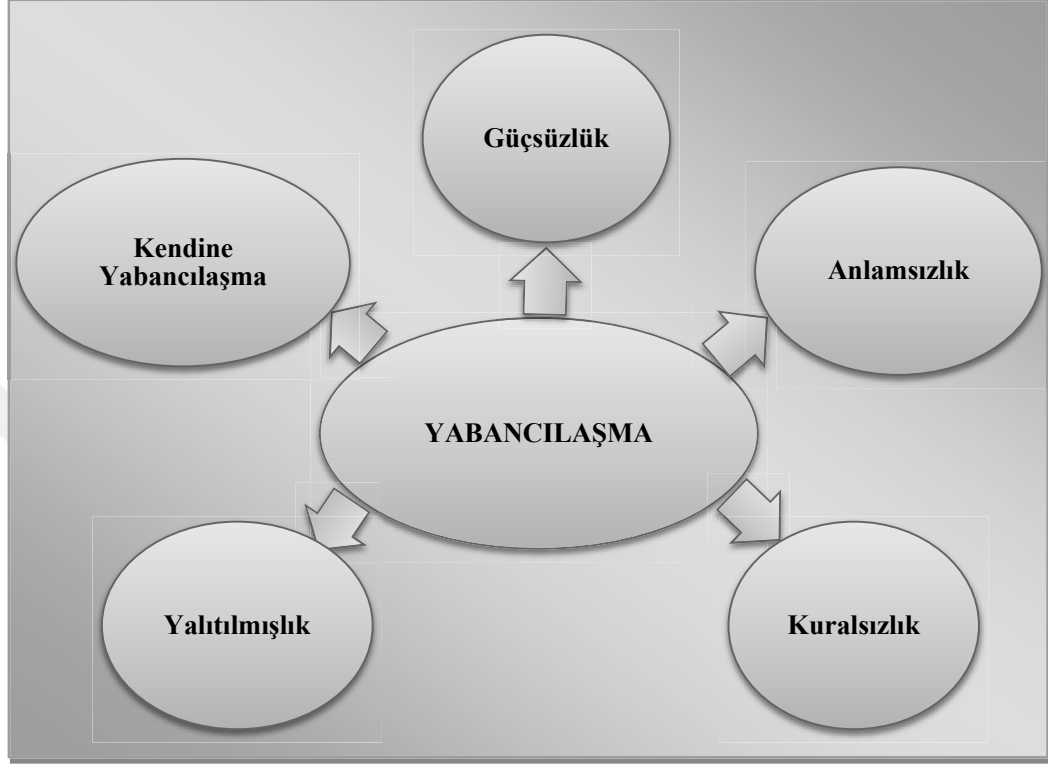 Güçsüzlük
Kendine
Yabancılaşma
Anlamsızlık
YABANCILAŞMA
Yalıtılmışlık
Kuralsızlık